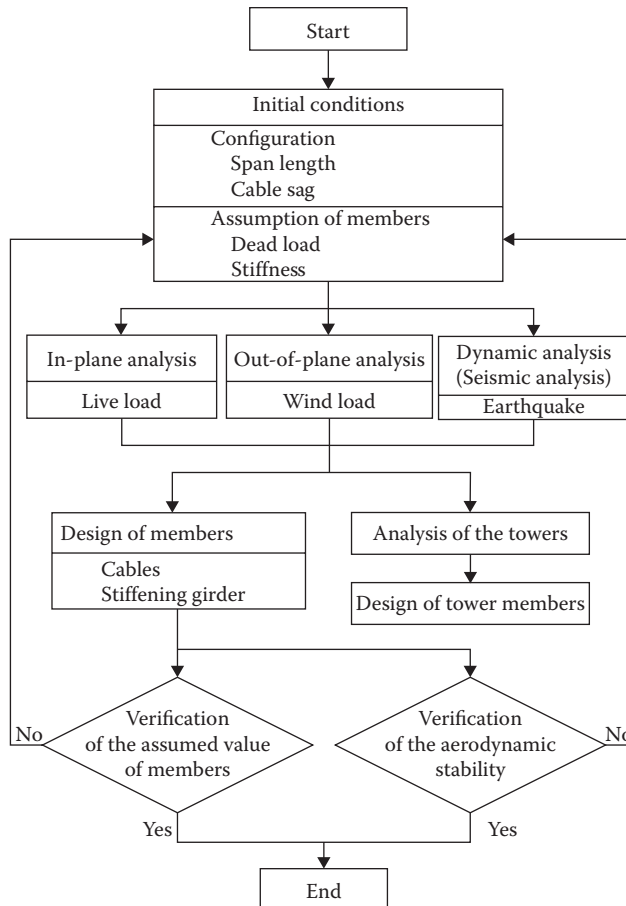 Start
Initial conditions
Configuration
Span length
Cable sag
Assumption of members
Dead load
Stiffness
In-plane analysis
Live load
Out-of-plane analysis
Wind load
Dynamic analysis
(Seismic analysis)
Earthquake
Design of members
Cables
Stiffening girder
Analysis of the towers
Design of tower members
No
Verification
of the assumed value
of members
Verification
of the aerodynamic
stability
No
Yes
Yes
End